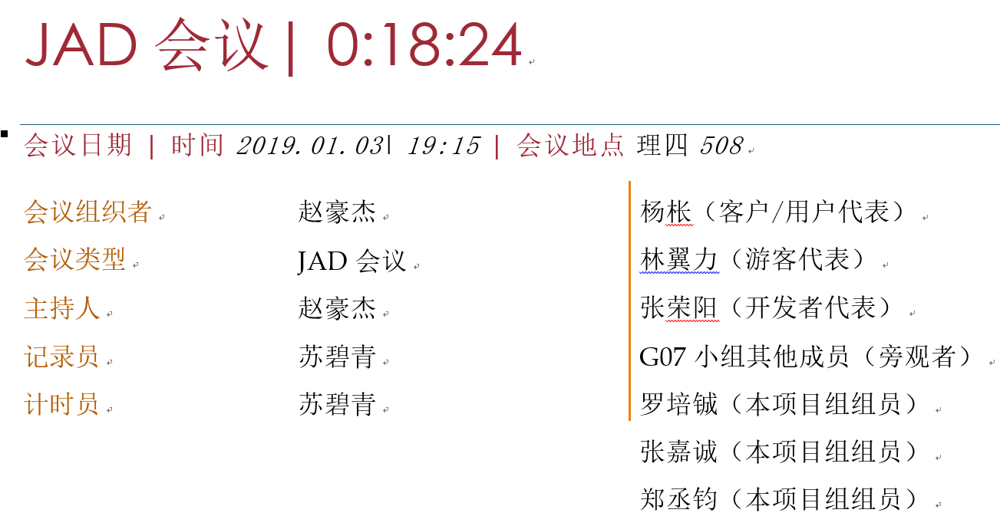 JAD 会议| 0:18:24
会议日期 | 时间 2019.01.03| 19:15 | 会议地点 理四 508
会议组织者 赵豪杰
会议类型 JAD 会议
主持人 赵豪杰
记录员 苏碧青
计时员 苏碧青
杨枨（客户/用户代表）
林翼力（游客代表）
张荣阳（开发者代表）
G07 小组其他成员（旁观者）
罗培铖（本项目组组员）
张嘉诚（本项目组组员）
郑丞钧（本项目组组员）